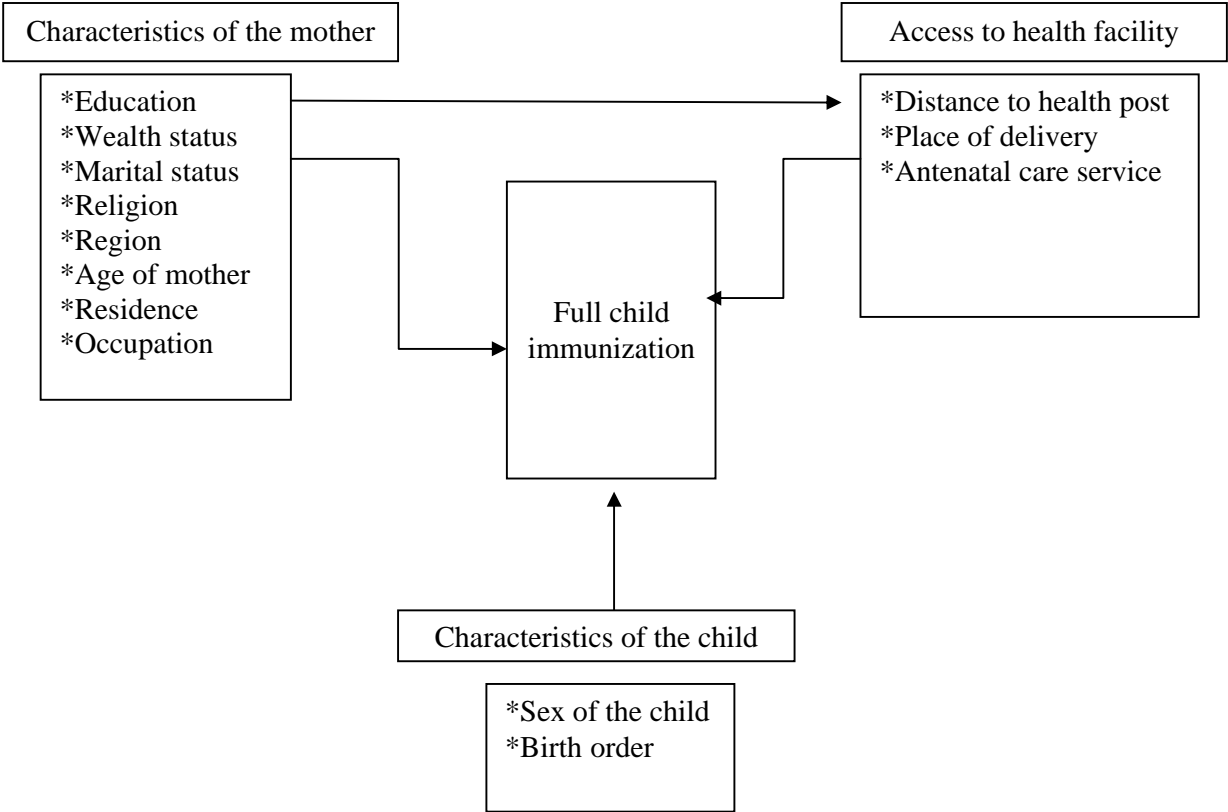 Characteristics of the mother
*Education
*Wealth status
*Marital status
*Religion
*Region
*Age of mother
*Residence
*Occupation
Access to health facility
*Distance to health post
*Place of delivery
*Antenatal care service
Full child
immunization
Characteristics of the child
*Sex of the child
*Birth order